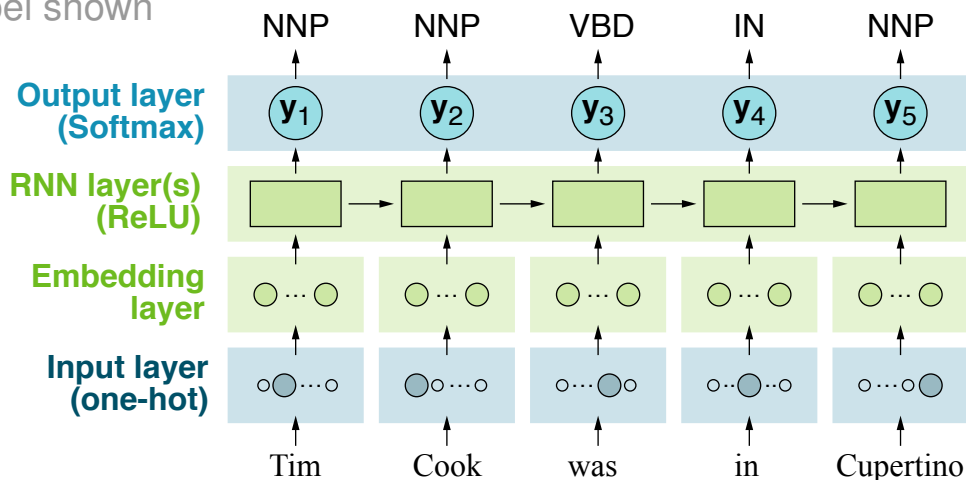 shown
NNP NNP VBD IN NNP
Output layer
(Softmax)
y1 y2 y3 y4 y5
RNN layer(s)
(ReLU)
Embedding
layer
... ... ... ... ...
Input layer
(one-hot)
... ... ... .. .. ...
Tim Cook was in Cupertino